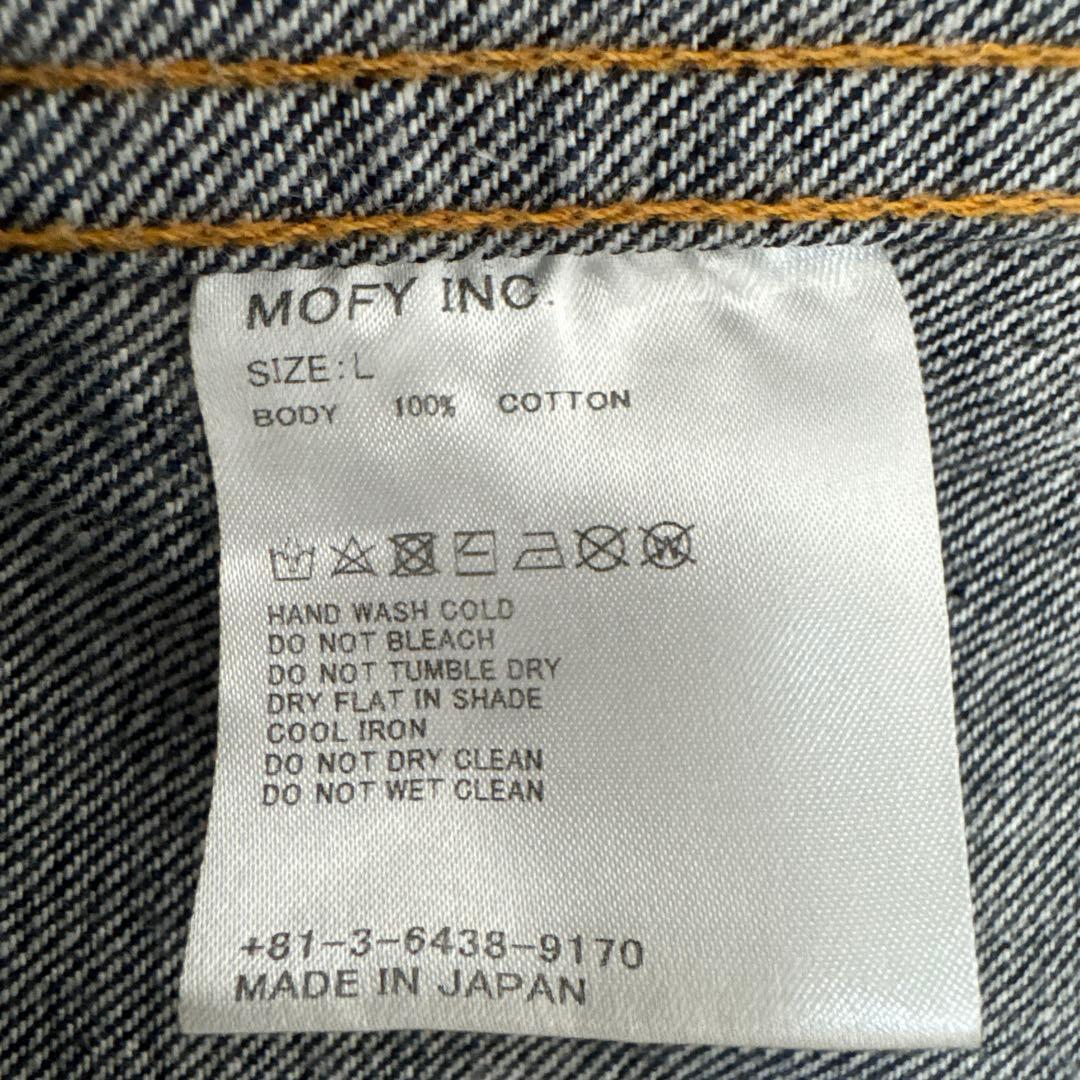 MOFY INC.
SIZE:L
BODY 100% COTTON
W
HAND WASH COLD
DO NOT BLEACH
DO NOT TUMBLE DRY
DRY FLAT IN SHADE
COOL IRON
DO NOT DRY CLEAN
DO NOT WET CLEAN
+81-3-6438-9170
MADE IN JAPAN